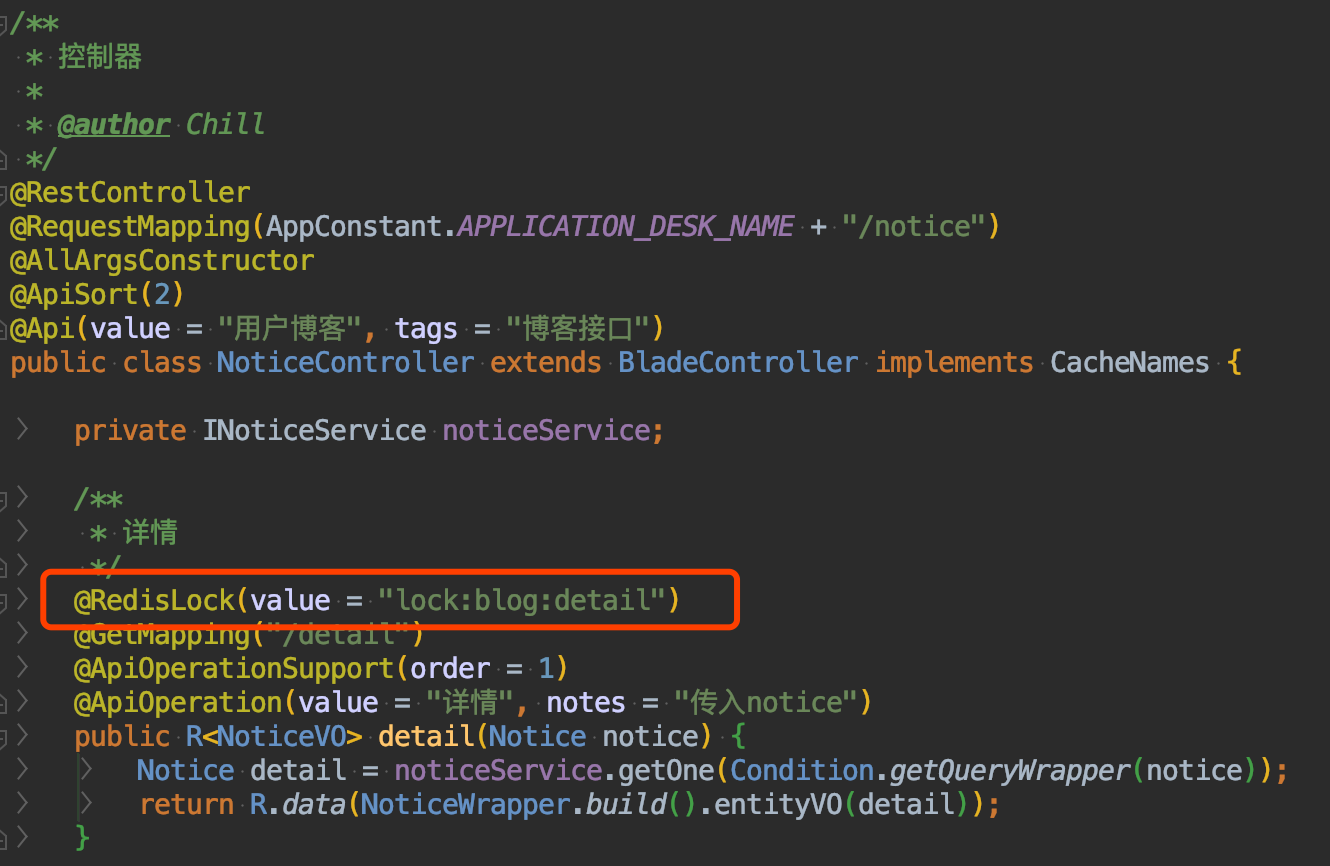 /**
 * 控制器
 *
 * @author Chill
 */
@RestController
@RequestMapping(AppConstant.APPLICATION_DESK_NAME + "/notice")
@AllArgsConstructor
@ApiSort(2)
@Api(value = "用户博客", tags = "博客接口")
public class NoticeController extends BladeController implements CacheNames {
    private INoticeService noticeService;
    /**
     * 详情
     */
    @RedisLock(value = "lock:blog:detail")
    @GetMapping("/detail")
    @ApiOperationSupport(order = 1)
    @ApiOperation(value = "详情", notes = "传入notice")
    public R<NoticeVO> detail(Notice notice) {
        Notice detail = noticeService.getOne(Condition.getQueryWrapper(notice));
        return R.data(NoticeWrapper.build().entityVO(detail));
    }